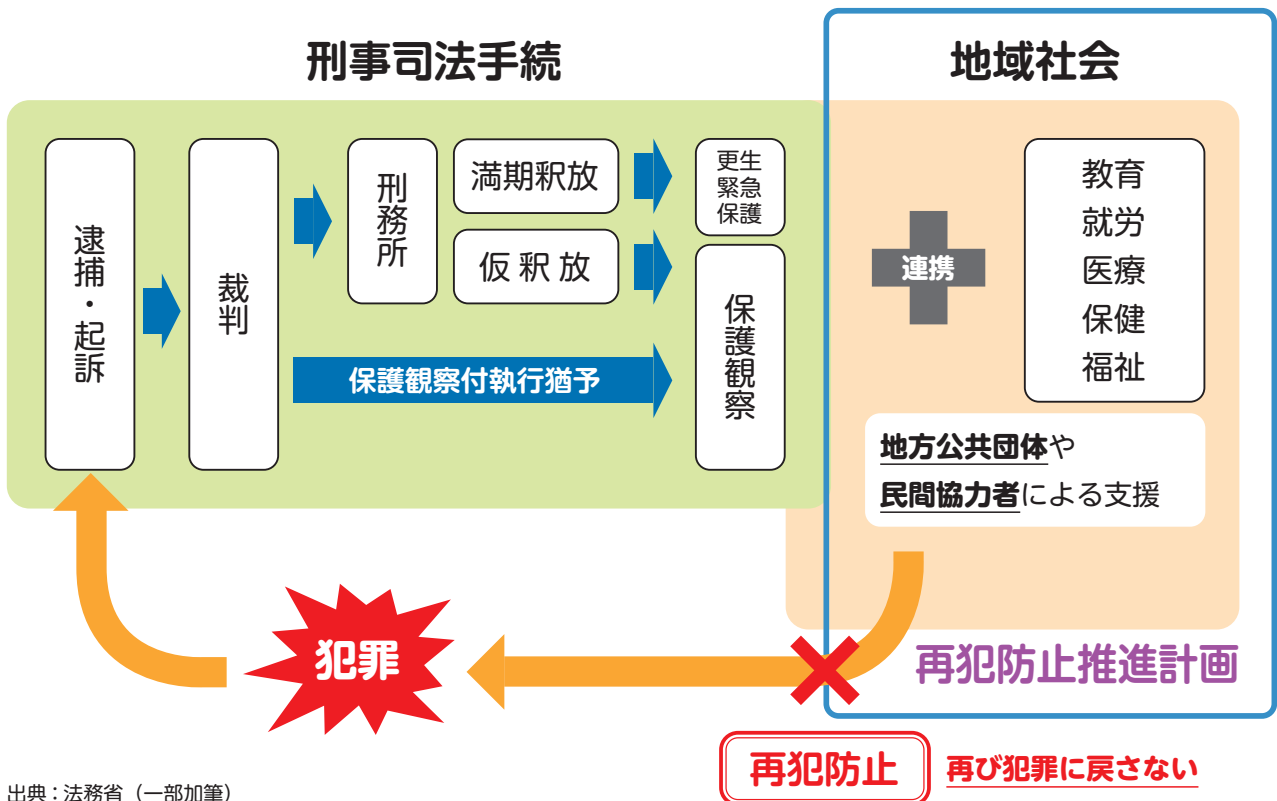 刑事司法手続
地域社会
逮捕・起訴
裁判
刑務所
満期釈放
仮釈放
更生
緊急
保護
保護観察
保護観察付執行猶予
連携
教育
就労
医療
保健
福祉
地方公共団体や
民間協力者による支援
犯罪
再犯防止推進計画
再犯防止
再び犯罪に戻さない
出典：法務省（一部加筆）